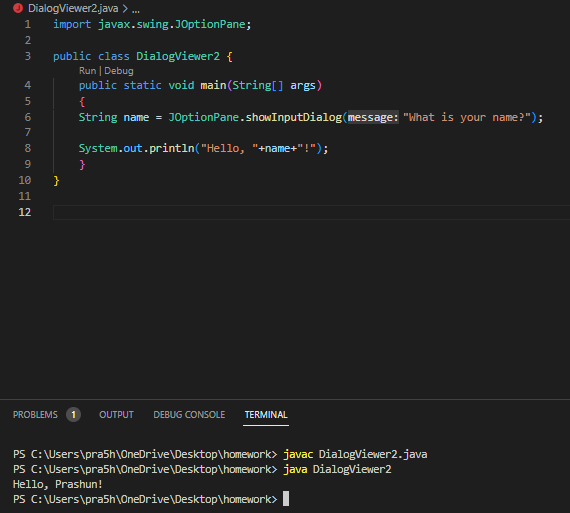 DialogViewer2.java > ...
1 import javax.swing.JOptionPane;
2
3 public class DialogViewer2 {
Run | Debug
4 public static void main(String[] args)
5 {
6 String name = JOptionPane.showInputDialog(message: "What is your name?");
7
8 System.out.println("Hello, "+name+"!");
9 }
10 }
11
12
PROBLEMS 1 OUTPUT DEBUG CONSOLE TERMINAL
PS C:\Users\pra5h\OneDrive\Desktop\homework> javac DialogViewer2.java
PS C:\Users\pra5h\OneDrive\Desktop\homework> java DialogViewer2
Hello, Prashun!
PS C:\Users\pra5h\OneDrive\Desktop\homework>